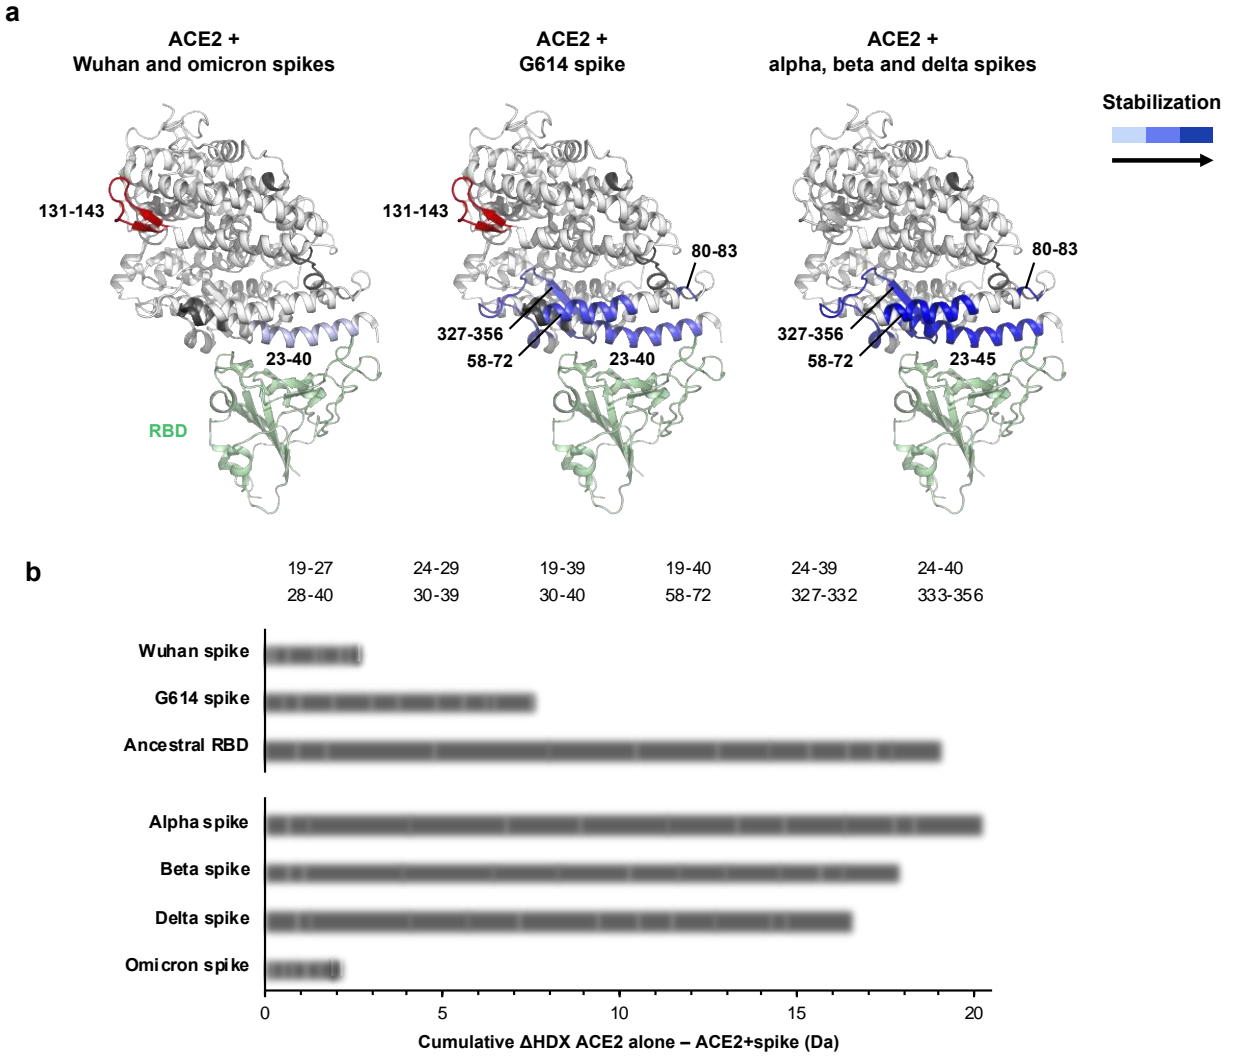 a
ACE2 +
Wuhan and omicron spikes
ACE2 +
G614 spike
ACE2 +
alpha, beta and delta spikes
Stabilization
131-143
23-40
RBD
131-143
80-83
327-356
58-72
23-40
80-83
327-356
58-72
23-45
b
19-27 24-29 19-39 19-40 24-39 24-40
28-40 30-39 30-40 58-72 327-332 333-356
Wuhan spike
G614 spike
Ancestral RBD
Alpha spike
Beta spike
Delta spike
Omicron spike
0 5 10 15 20
Cumulative ΔHDX ACE2 alone – ACE2+spike (Da)